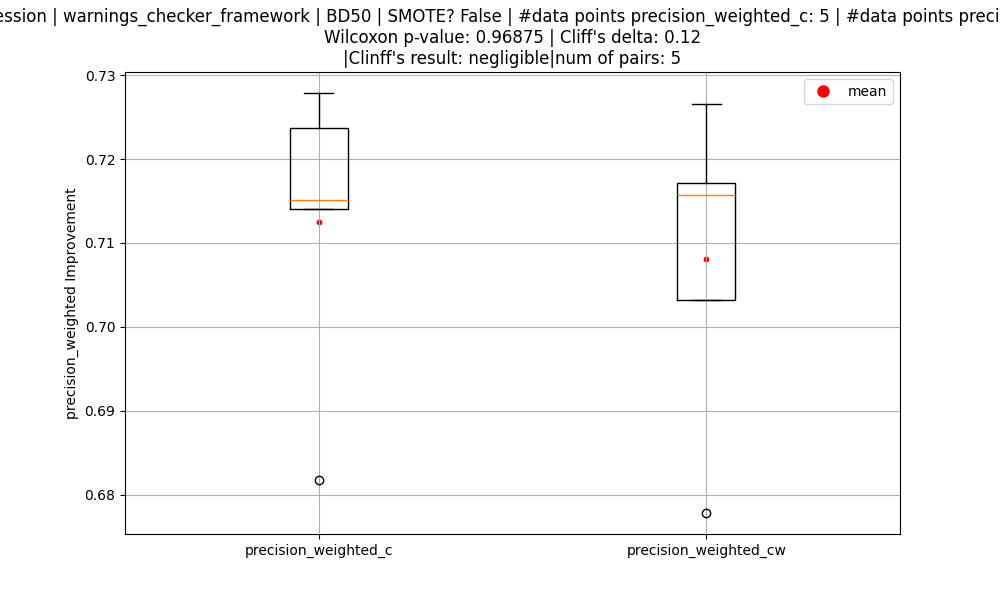 | warnings_checker_framework | BD50 | SMOTE? False | #data points precision_weighted_c: 5 | #data points
Wilcoxon p-value: 0.96875 | Cliff's delta: 0.12
|Clinff's result: negligible|num of pairs: 5
mean
0.73
0.72
0.71
0.70
0.69
0.68
precision_weighted Improvement
precision_weighted_c
precision_weighted_cw